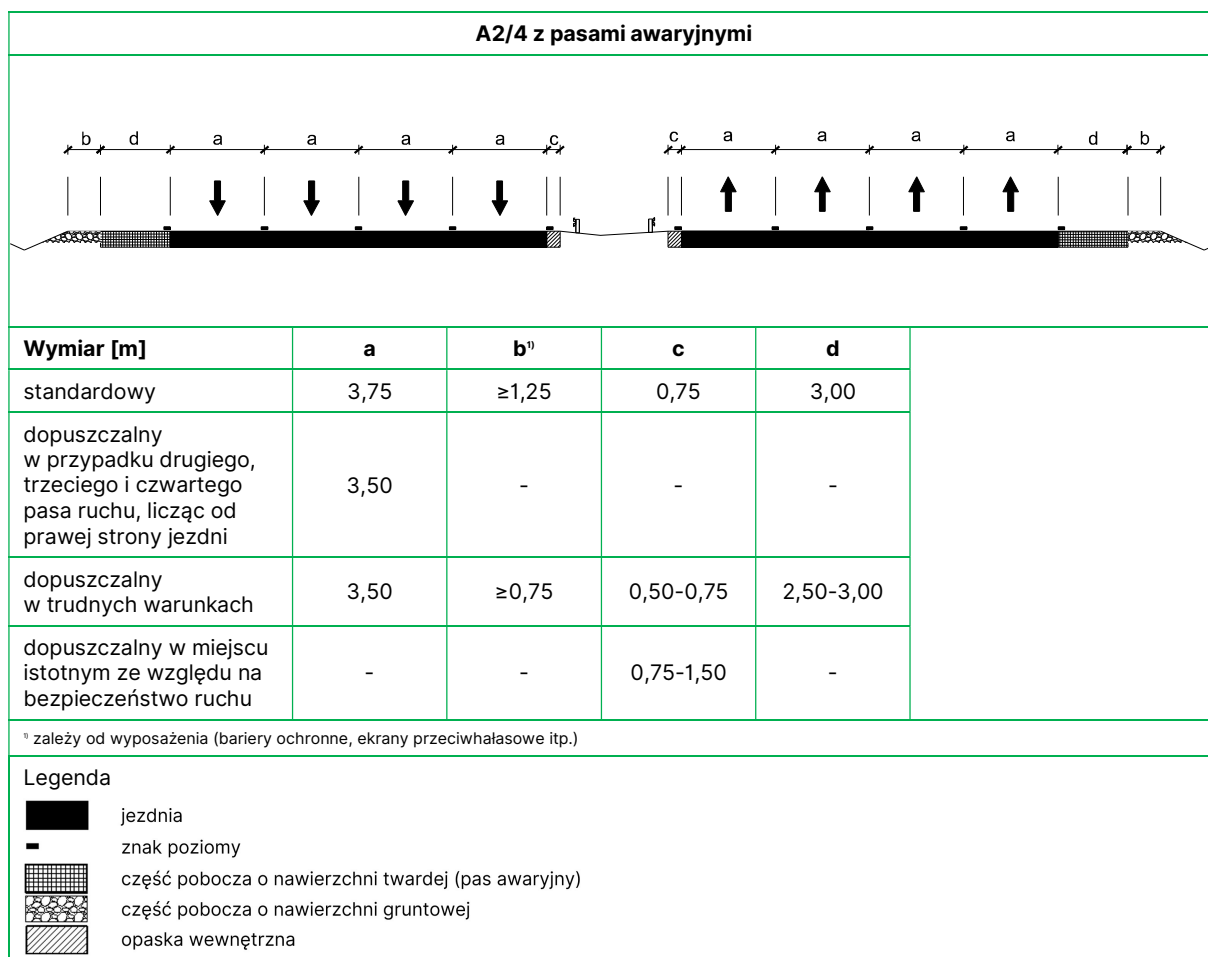 A2/4 z pasami awaryjnymi
b d a a a a c c a a a a d b
Wymiar [m] a b¹⁾ c d
standardowy 3,75 ≥1,25 0,75 3,00
dopuszczalny
w przypadku drugiego,
trzeciego i czwartego
pasa ruchu, licząc od
prawej strony jezdni
3,50 - - -
dopuszczalny
w trudnych warunkach
3,50 ≥0,75 0,50-0,75 2,50-3,00
dopuszczalny w miejscu
istotnym ze względu na
bezpieczeństwo ruchu
- - 0,75-1,50 -
¹⁾ zależy od wyposażenia (bariery ochronne, ekrany przeciwhałasowe itp.)
Legenda
jezdnia
znak poziomy
część pobocza o nawierzchni twardej (pas awaryjny)
część pobocza o nawierzchni gruntowej
opaska wewnętrzna